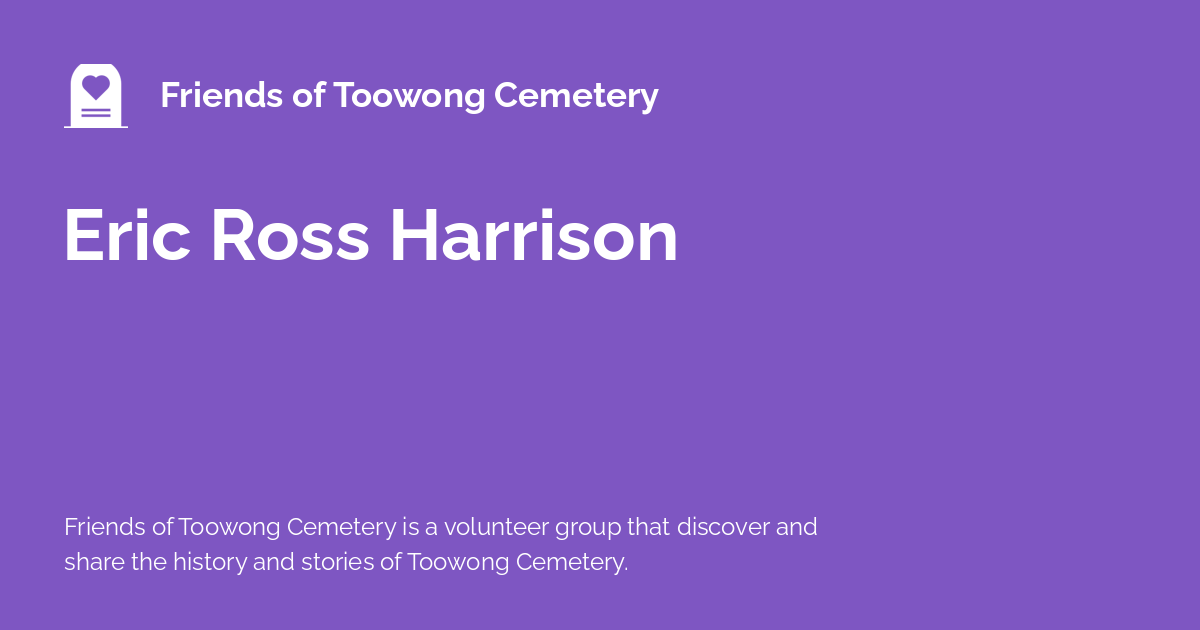 Friends of Toowong Cemetery
Eric Ross Harrison
Friends of Toowong Cemetery is a volunteer group that discover and
share the history and stories of Toowong Cemetery.